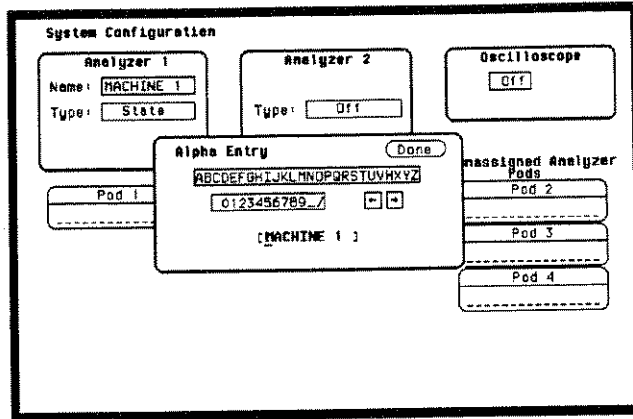 System Configuration
Analyzer 1
Name: MACHINE 1
Type: State
Analyzer 2
Type: Off
Oscilloscope
Off
Alpha Entry
Done
ABCDEFGHIJKLMNOPQRSTUVWXYZ
0123456789_/
← →
[MACHINE 1 ]
Pod 1
nassigned Analyzer
Pods
Pod 2
Pod 3
Pod 4